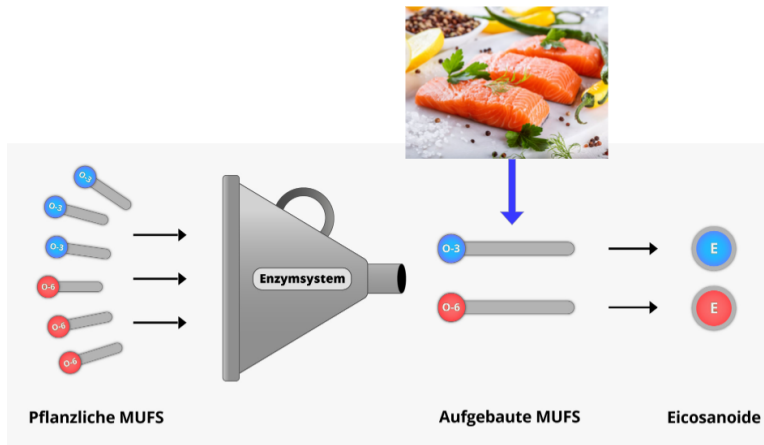 O-3
O-3
O-3
O-6
O-6
O-6
Enzymsystem
O-3
E
O-6
E
Pflanzliche MUFS
Aufgebaute MUFS
Eicosanoide